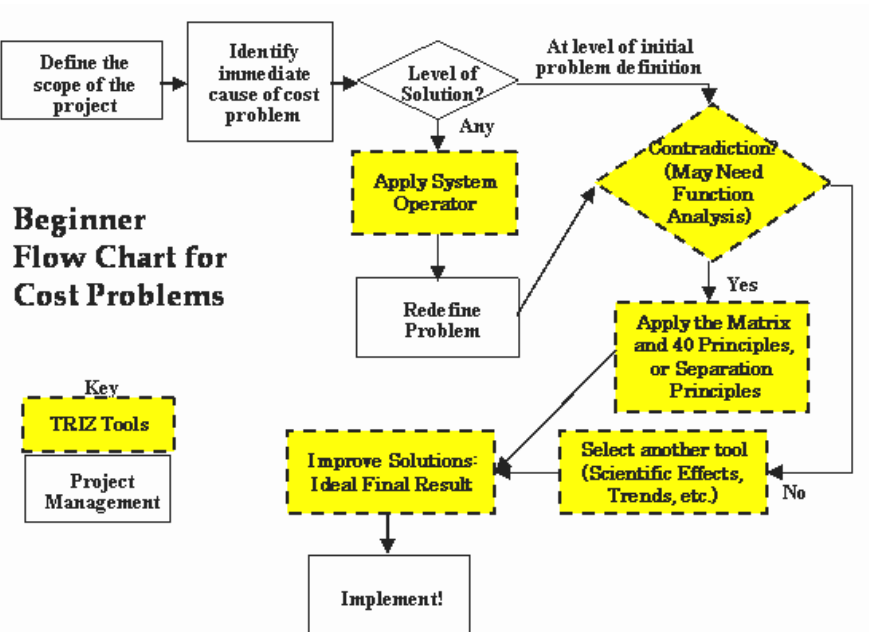 Define the
scope of the
project
Identify
immediate
cause of cost
problem
Level of
Solution?
At level of initial
problem definition
Any
Apply System
Operator
Contradiction?
(May Need
Function
Analysis)
Beginner
Flow Chart for
Cost Problems
Redefine
Problem
Yes
Apply the Matrix
and 40 Principles,
or Separation
Principles
Key
TRIZ Tools
Project
Management
Improve Solutions:
Ideal Final Result
Select another tool
(Scientific Effects,
Trends, etc.)
No
Implement!